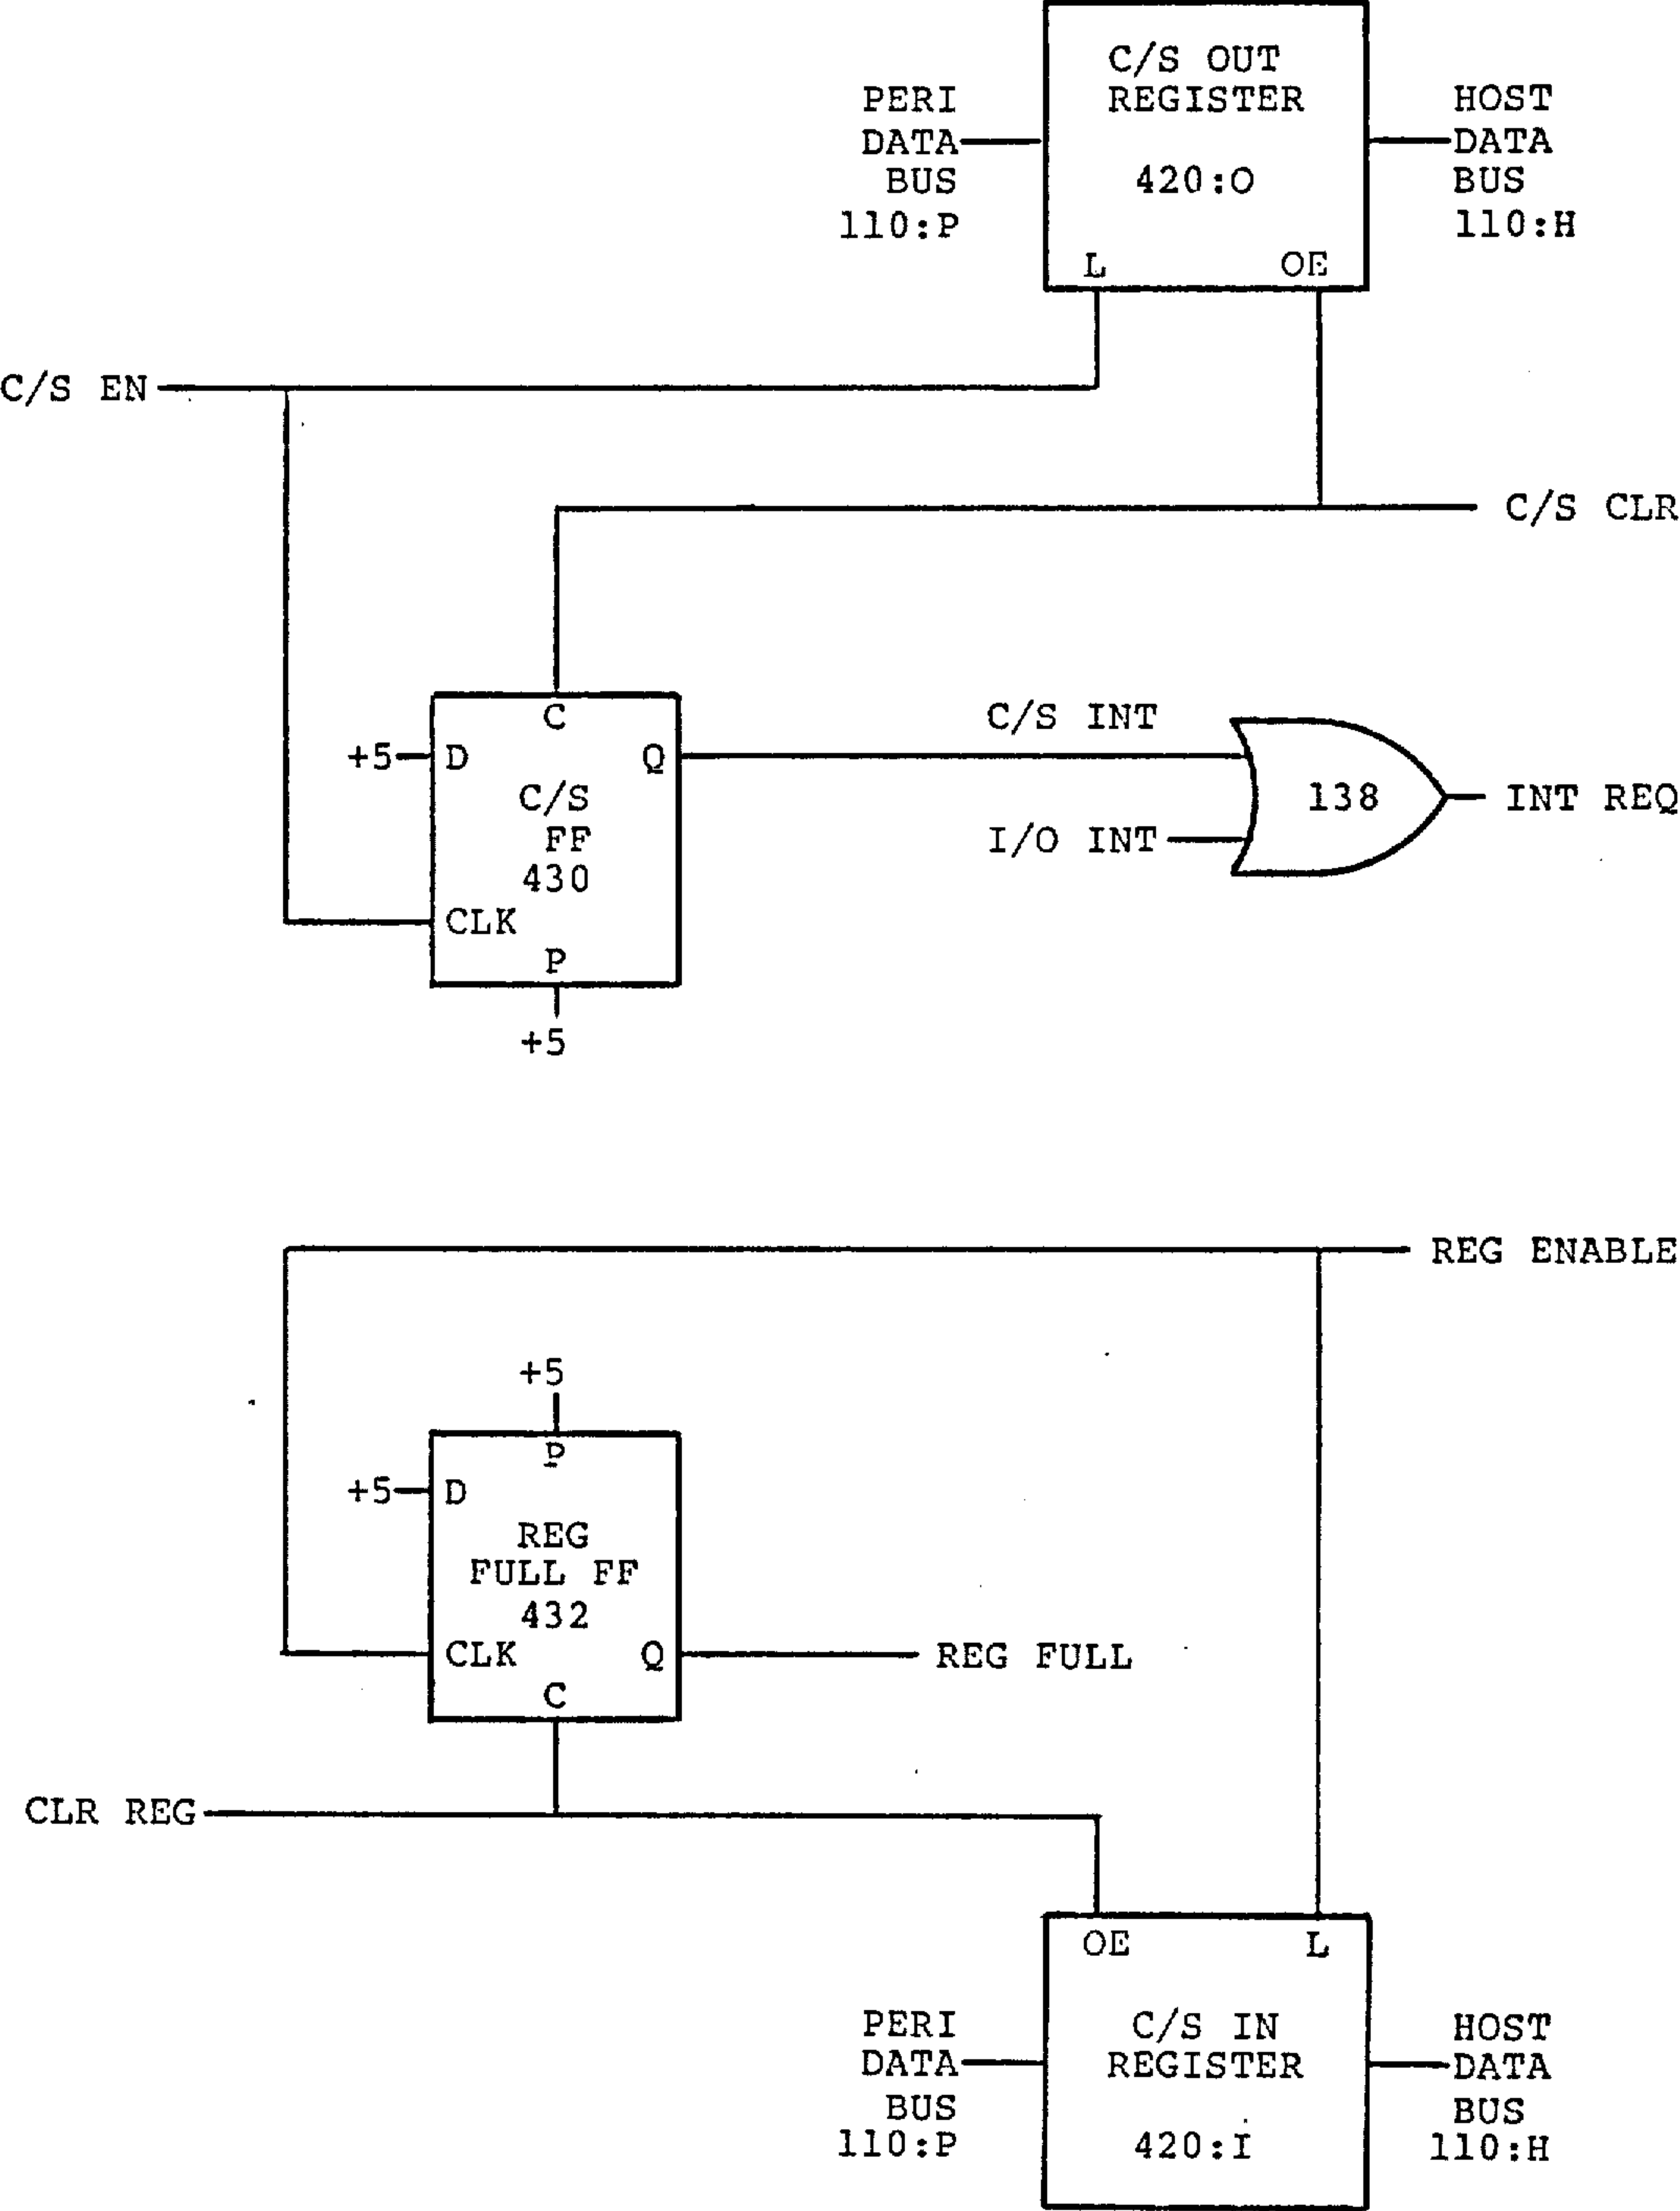 C/S OUT
REGISTER
420:O
L OE
PERI
DATA
BUS
110:P
HOST
DATA
BUS
110:H
C/S EN
C/S CLR
C
+5 D Q
C/S
FF
430
CLK
P
+5
C/S INT
I/O INT
138
INT REQ
REG ENABLE
+5
P
+5 D
REG
FULL FF
432
CLK Q
C
REG FULL
CLR REG
OE L
C/S IN
REGISTER
420:I
PERI
DATA
BUS
110:P
HOST
DATA
BUS
110:H